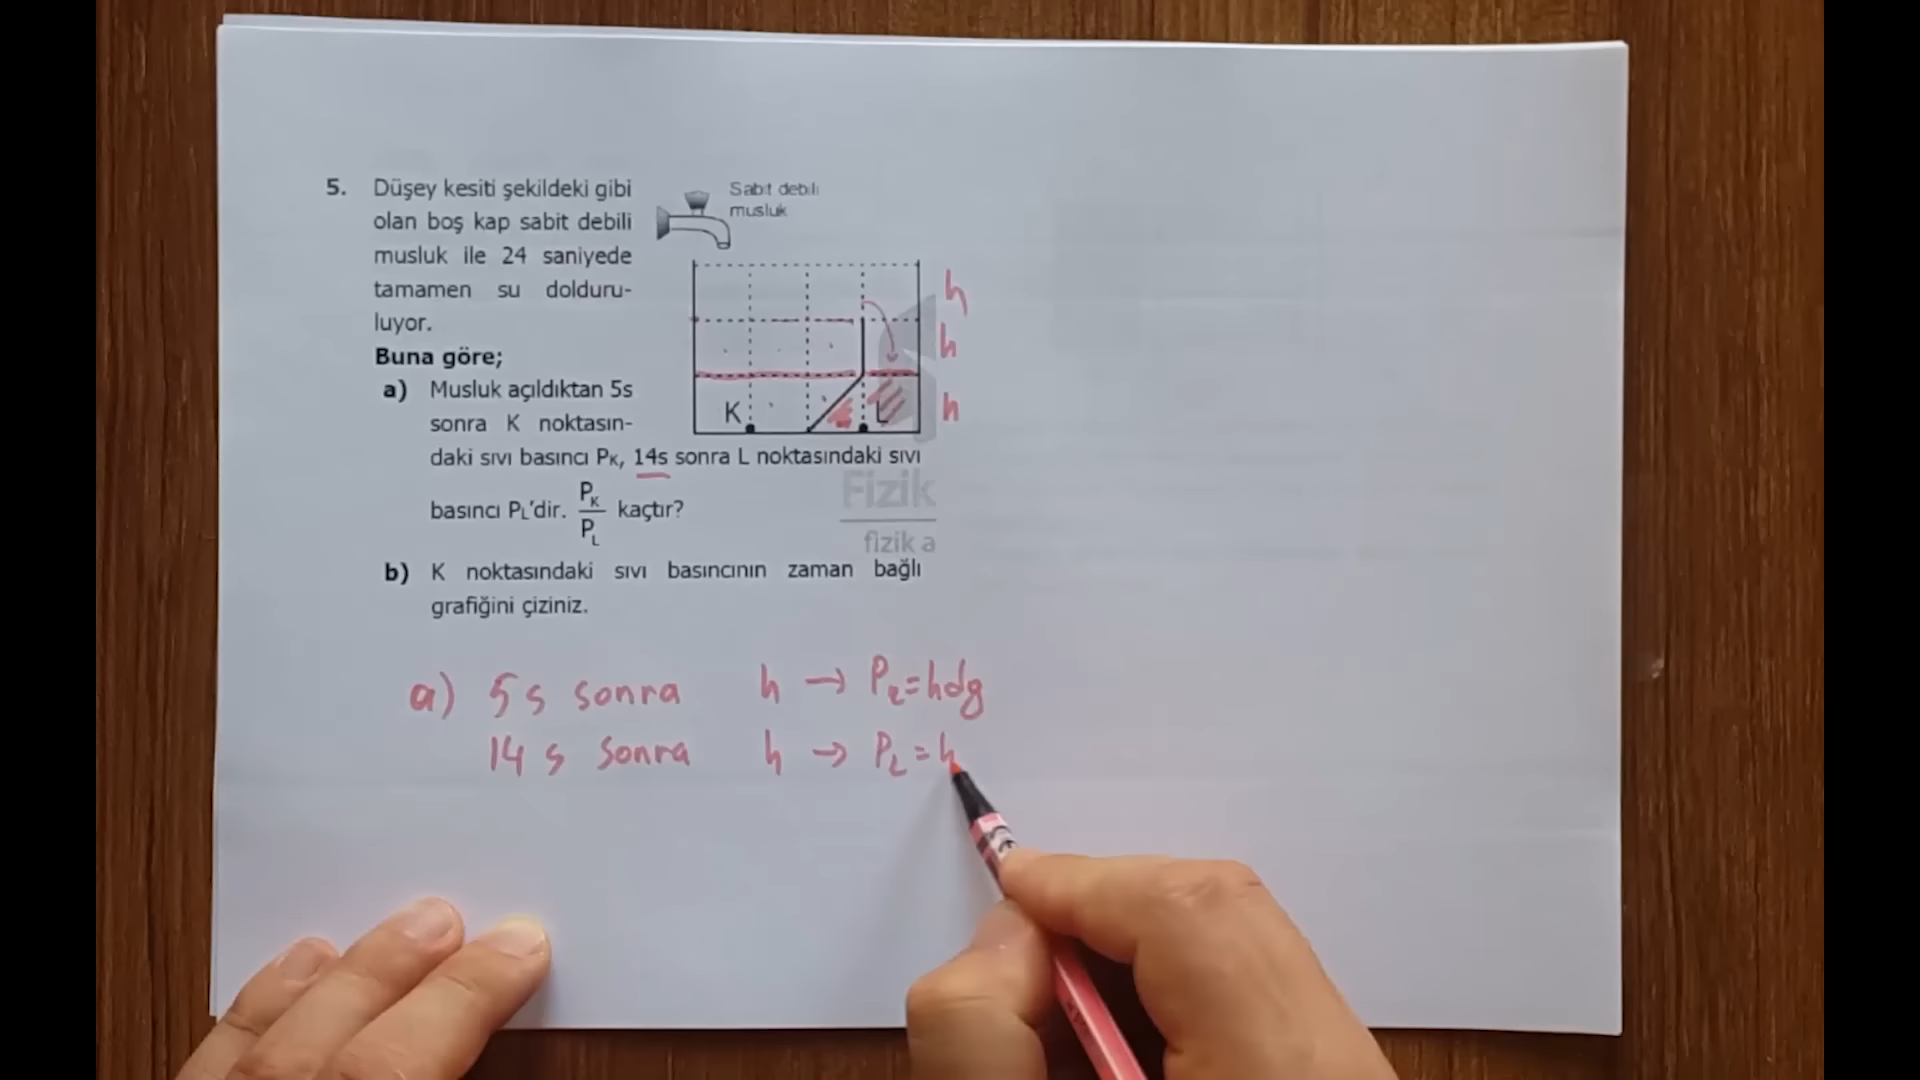 5. Düşey kesiti şekildeki gibi
olan boş kap sabit debili
musluk ile 24 saniyede
tamamen su dolduru-
luyor.
Sabit debili
musluk
h
h
h
K
L
Buna göre;
a) Musluk açıldıktan 5s
sonra K noktasın-
daki sıvı basıncı PK, 14s sonra L noktasındaki sıvı
basıncı PL'dir. PK/PL kaçtır?
Fizik
fizik a
b) K noktasındaki sıvı basıncının zaman bağlı
grafiğini çiziniz.
a) 5 s sonra h → PK=hdg
14 s sonra h → PL=h